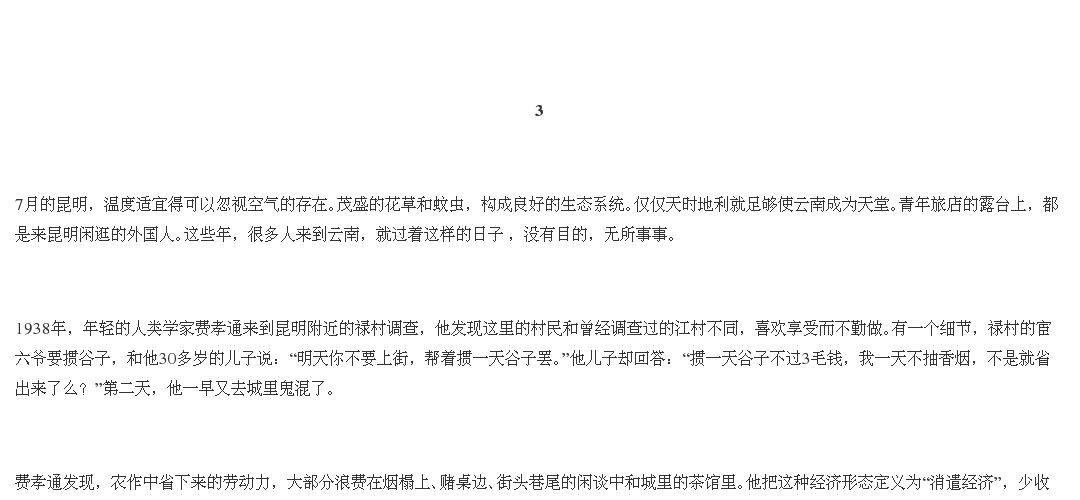 3
7月的昆明，温度适宜得可以忽视空气的存在。茂盛的花草和蚊虫，构成良好的生态系统。仅仅天时地利就足够使云南成为天堂。青年旅店的露台上，都
是来昆明闲逛的外国人。这些年，很多人来到云南，就过着这样的日子 ，没有目的，无所事事。
1938年，年轻的人类学家费孝通来到昆明附近的禄村调查，他发现这里的村民和曾经调查过的江村不同，喜欢享受而不勤做。有一个细节，禄村的宦
六爷要掼谷子，和他30多岁的儿子说：“明天你不要上街，帮着掼一天谷子罢。”他儿子却回答：“掼一天谷子不过3毛钱，我一天不抽香烟，不是就省
出来了么？”第二天，他一早又去城里鬼混了。
费孝通发现，农作中省下来的劳动力，大部分浪费在烟榻上、赌桌边、街头巷尾的闲谈中和城里的茶馆里。他把这种经济形态定义为“消遣经济”，少收